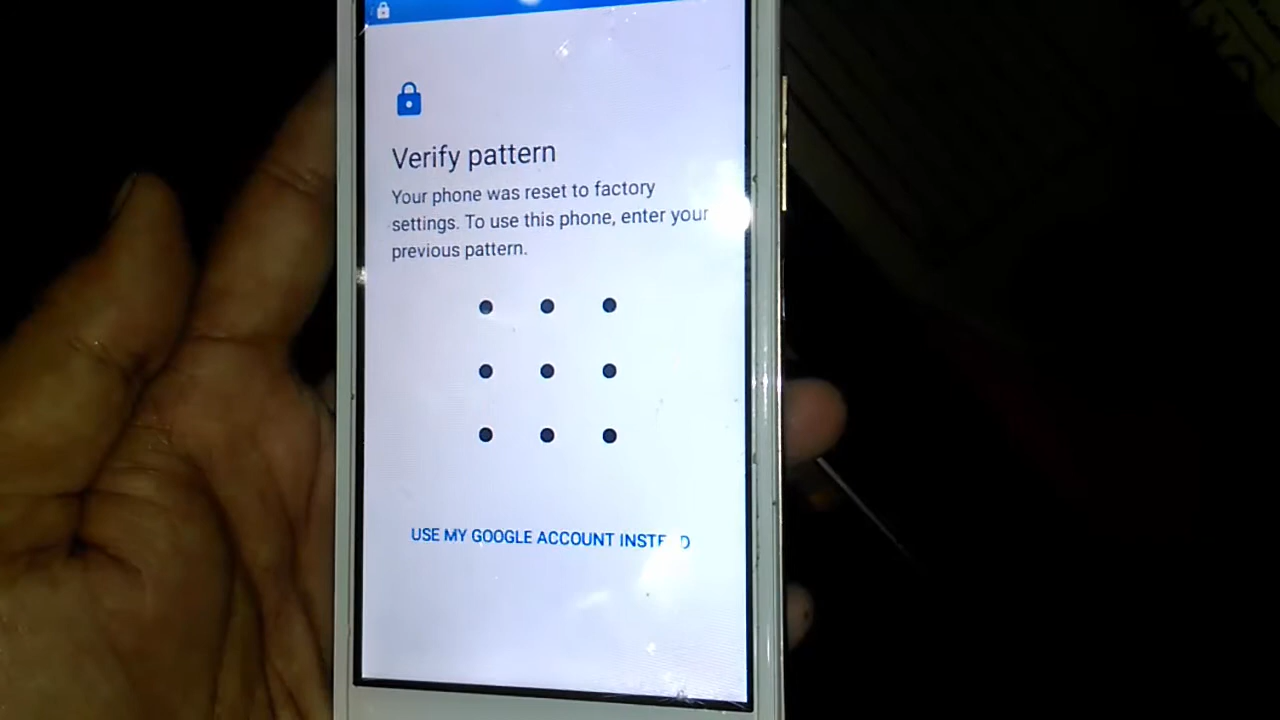 Verify pattern
Your phone was reset to factory
settings. To use this phone, enter your
previous pattern.
USE MY GOOGLE ACCOUNT